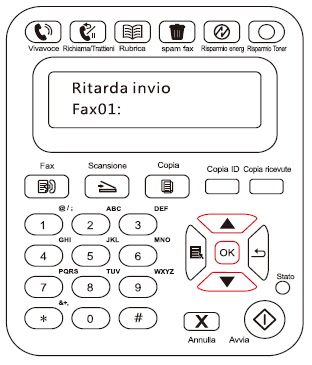 Vivavoce Richiama/Trattieni Rubrica spam fax Risparmio energ Risparmio Toner
Ritarda invio
Fax01:
Fax Scansione Copia Copia ID Copia ricevute
@/: ABC DEF
1 2 3
GHI JKL MNO
4 5 6
PQRS TUV WXYZ
7 8 9
&+,
* 0 #
OK
Stato
X
Annulla Avvia